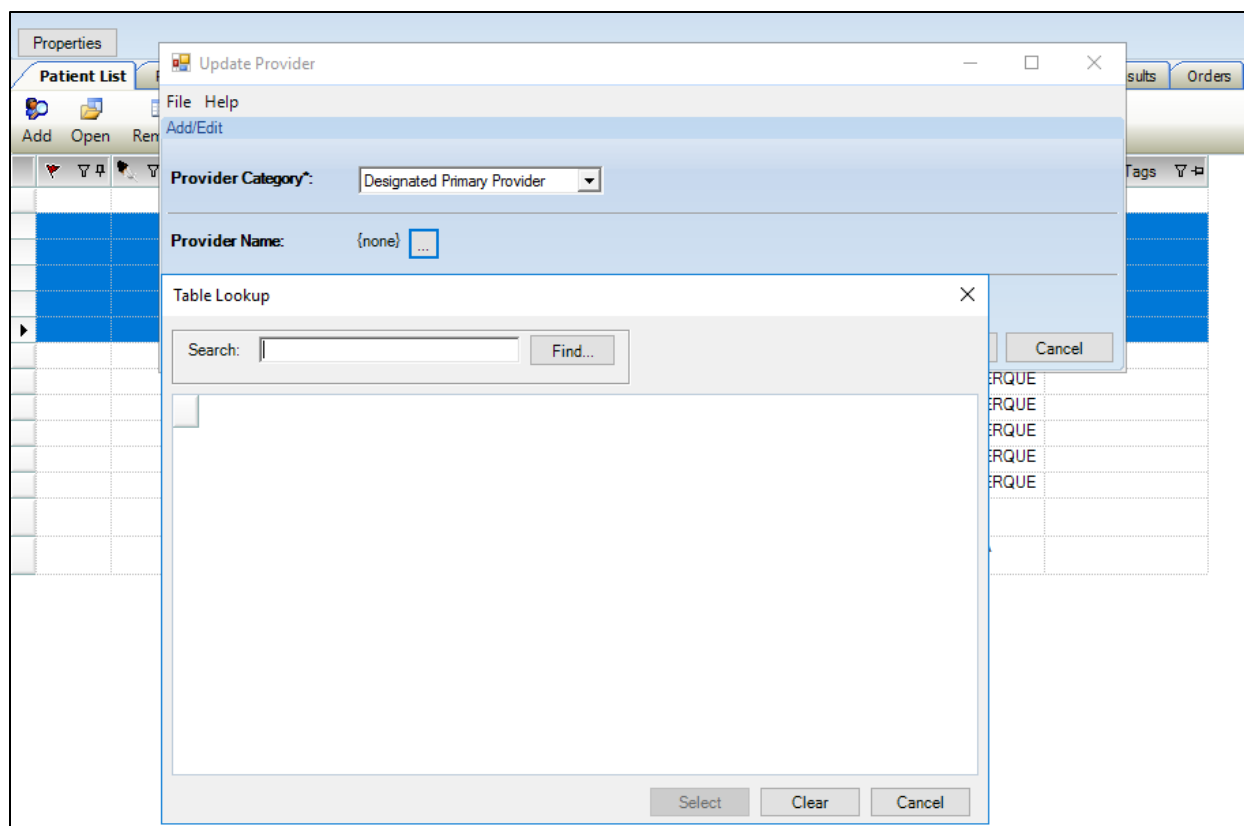 Properties
Update Provider
Patient List
Orders
File Help
Add/Edit
Add Open
Provider Category*:
Designated Primary Provider
Tags
Provider Name:
{none} ...
Table Lookup
Search:
Find...
Cancel
ERQUE
ERQUE
ERQUE
ERQUE
ERQUE
Select Clear Cancel